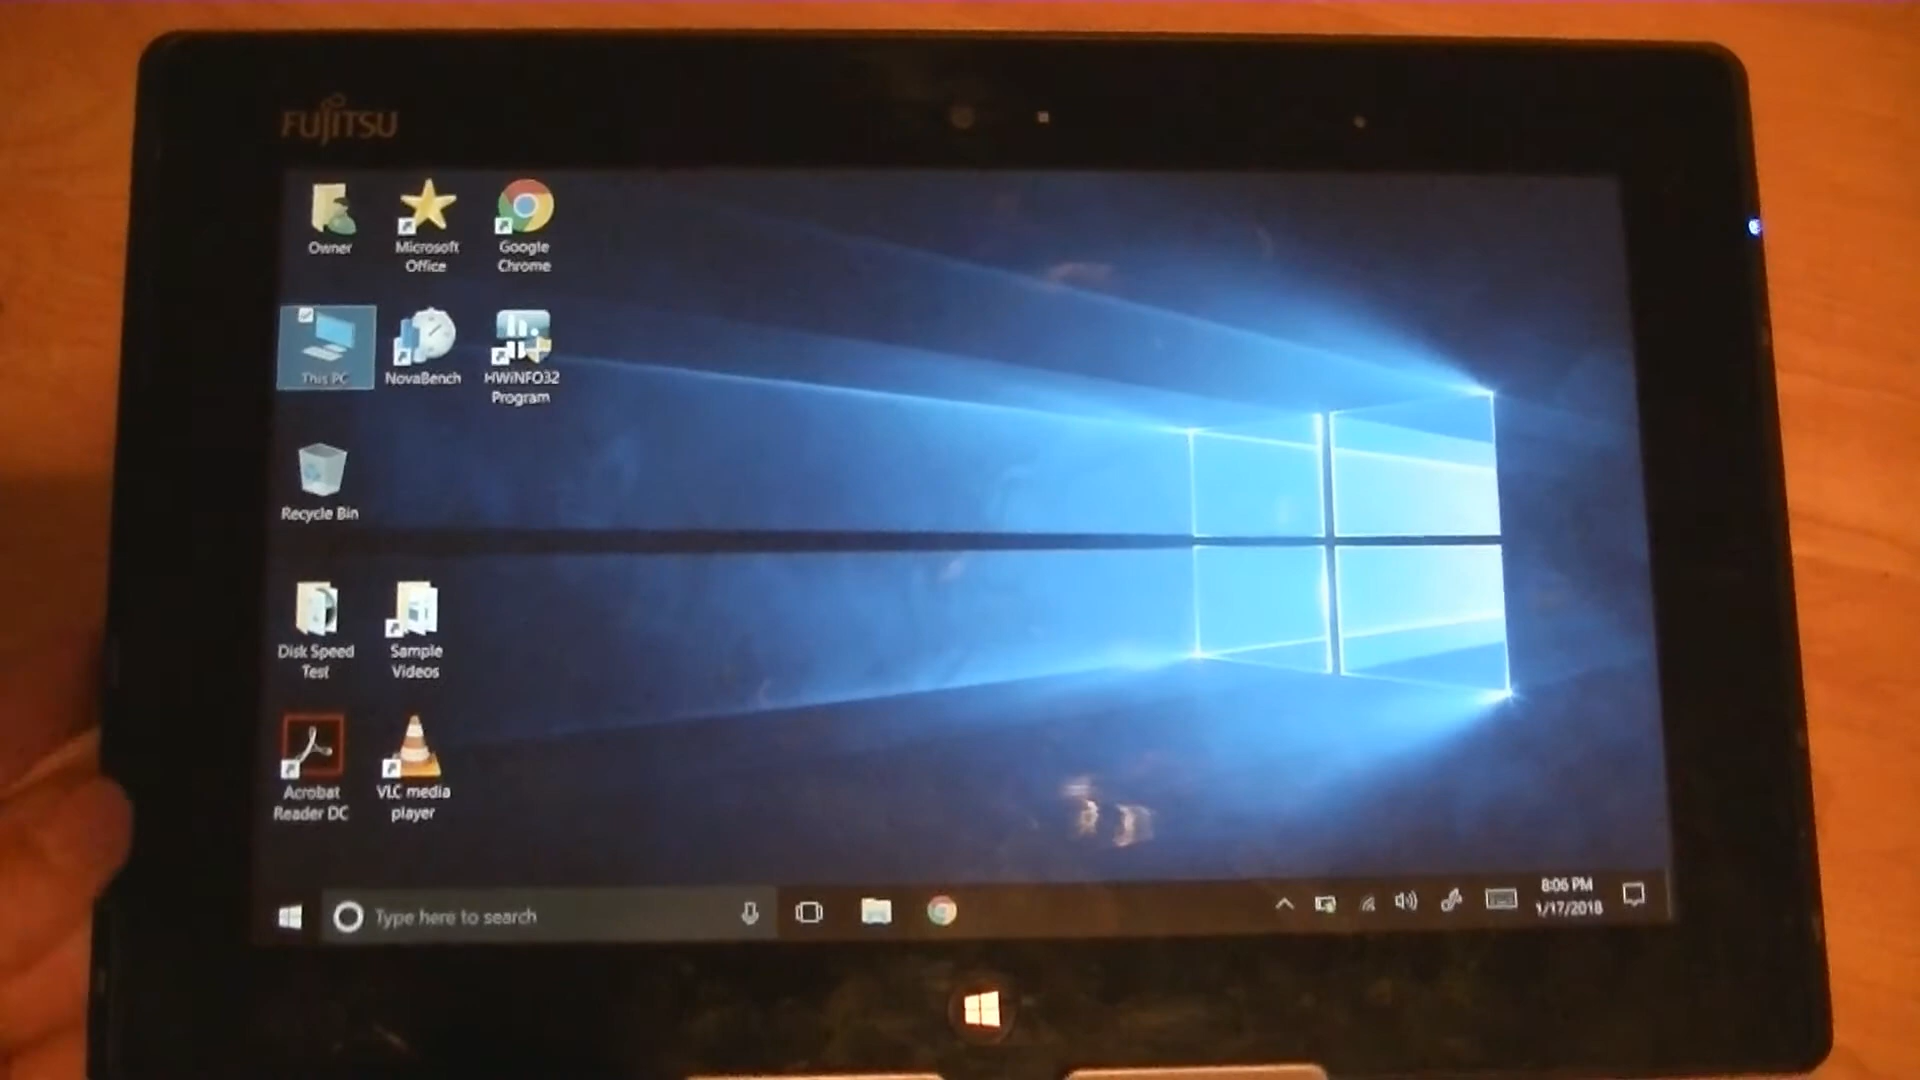 FUJITSU
Owner
Microsoft
Office
Google
Chrome
This PC
NovaBench
HWiNFO32
Program
Recycle Bin
Disk Speed
Test
Sample
Videos
Acrobat
Reader DC
VLC media
player
Type here to search
8:06 PM
1/17/2018